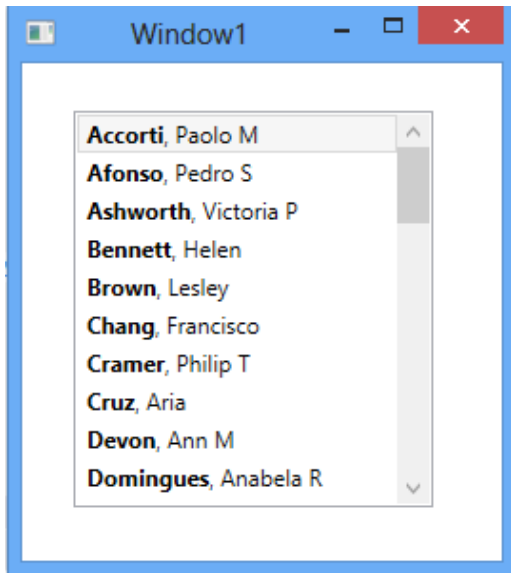 Window1
Accorti, Paolo M
Afonso, Pedro S
Ashworth, Victoria P
Bennett, Helen
Brown, Lesley
Chang, Francisco
Cramer, Philip T
Cruz, Aria
Devon, Ann M
Domingues, Anabela R